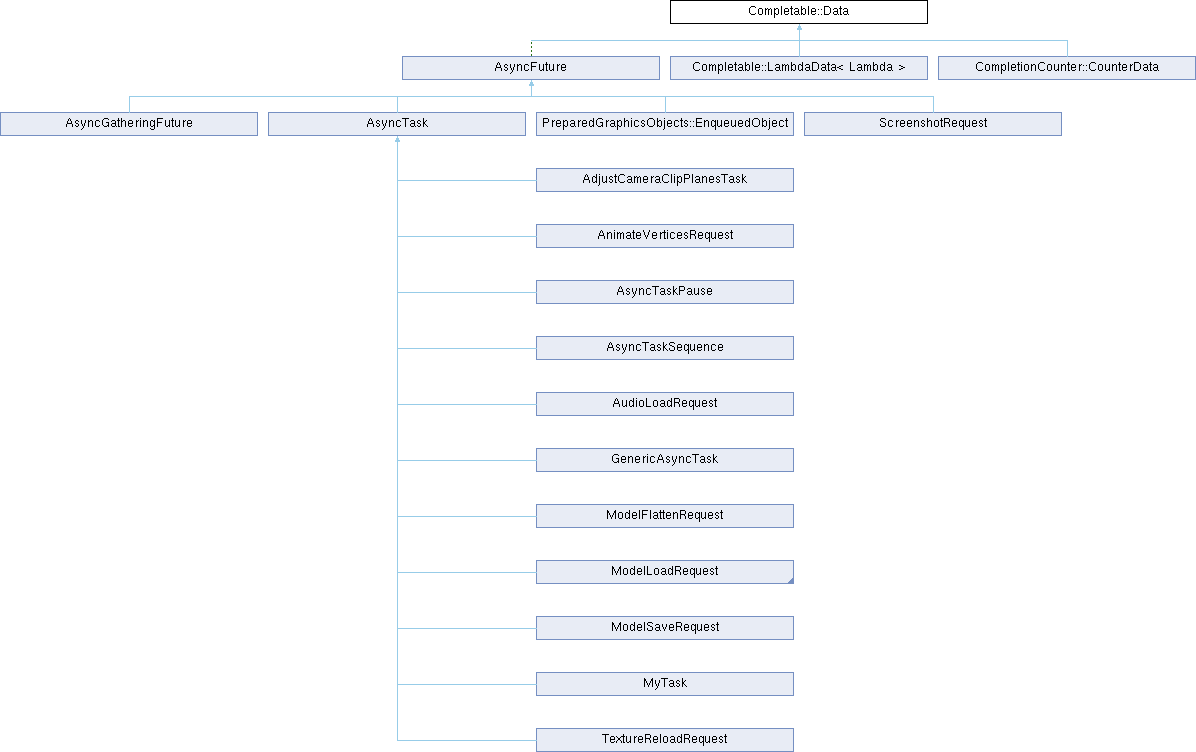 Completable::Data
AsyncFuture
Completable::LambdaData< Lambda >
CompletionCounter::CounterData
AsyncGatheringFuture
AsyncTask
PreparedGraphicsObjects::EnqueuedObject
ScreenshotRequest
AdjustCameraClipPlanesTask
AnimateVerticesRequest
AsyncTaskPause
AsyncTaskSequence
AudioLoadRequest
GenericAsyncTask
ModelFlattenRequest
ModelLoadRequest
ModelSaveRequest
MyTask
TextureReloadRequest